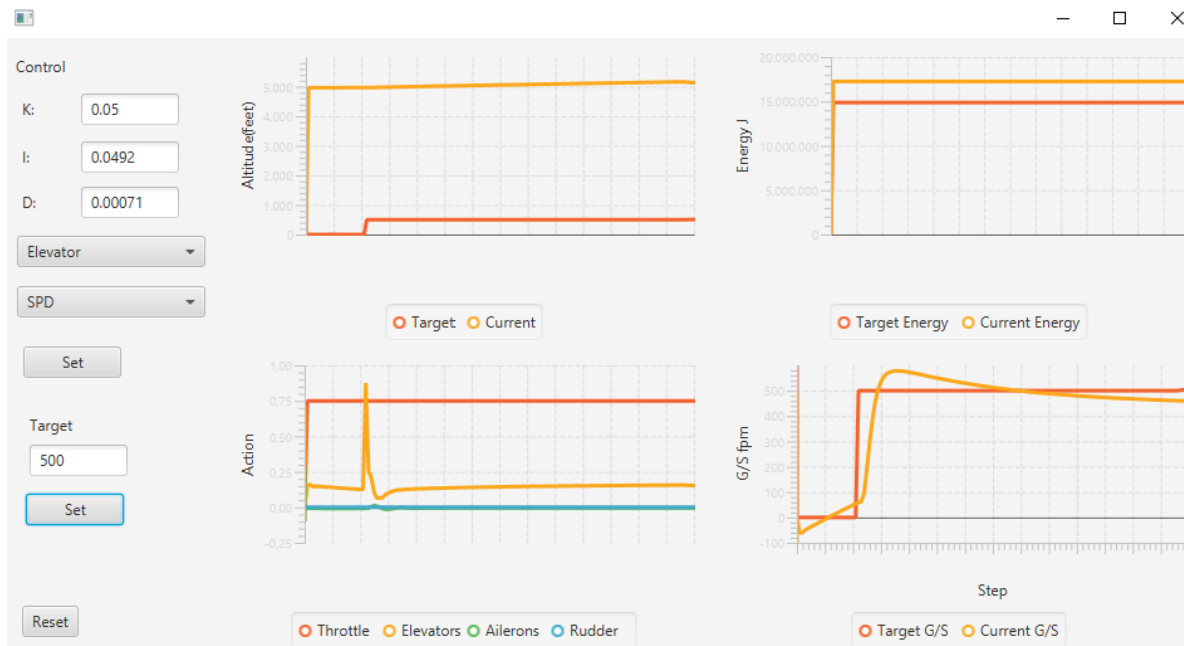 Control
K: 0.05
I: 0.0492
D: 0.00071
Elevator
SPD
Set
Target
500
Set
Reset
Altitude(feet)
5.000
4.000
3.000
2.000
1.000
0
Target Current
Energy J
20.000.000
15.000.000
10.000.000
5.000.000
0
Target Energy Current Energy
Action
1.00
0.75
0.50
0.25
0.00
-0.25
Throttle Elevators Ailerons Rudder
G/S fpm
500
400
300
200
100
0
-100
Step
Target G/S Current G/S